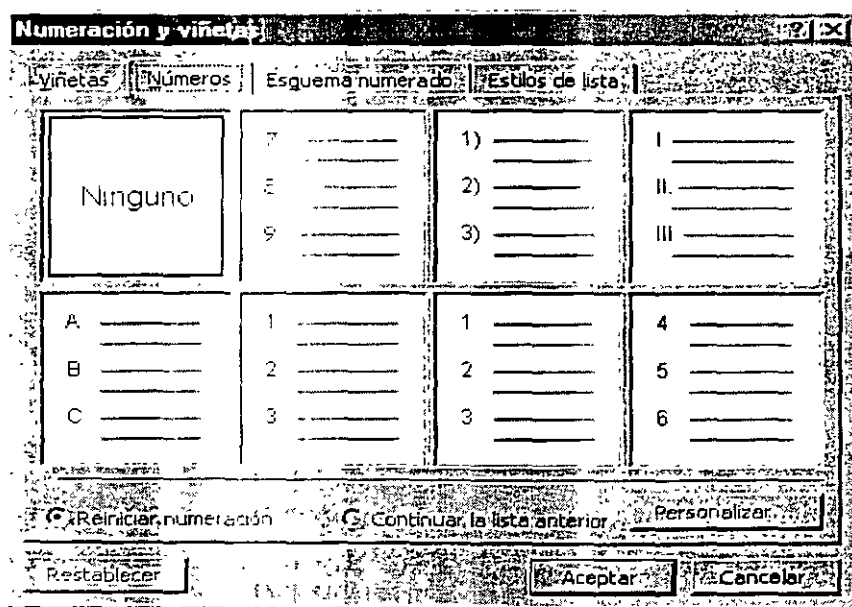 Numeración y viñetas
Viñetas Números Esquema numerado Estilos de lista
Ninguno
7
8
9
1)
2)
3)
I
II.
III
A
B
C
1
2
3
1
2
3
4
5
6
Reiniciar numeración Continuar la lista anterior Personalizar...
Restablecer Aceptar Cancelar